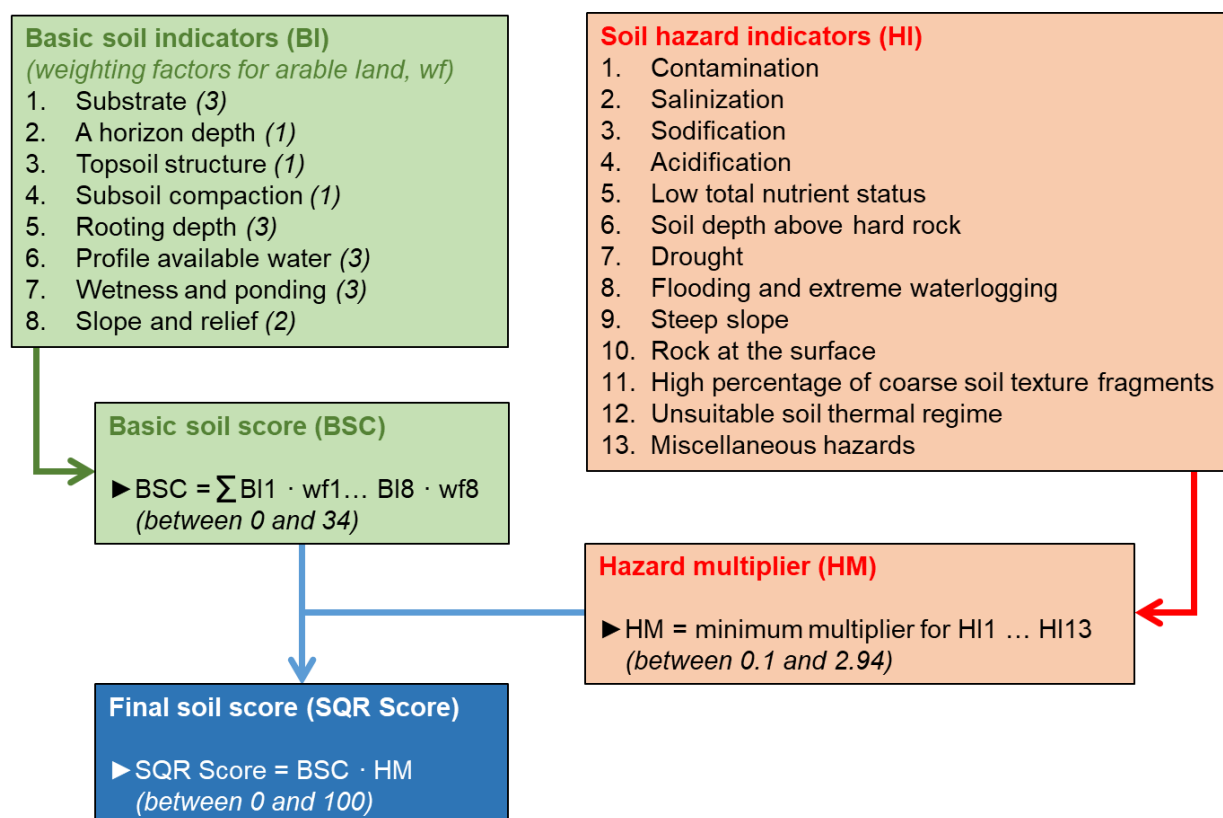 Basic soil indicators (BI)
(weighting factors for arable land, wf)
1. Substrate (3)
2. A horizon depth (1)
3. Topsoil structure (1)
4. Subsoil compaction (1)
5. Rooting depth (3)
6. Profile available water (3)
7. Wetness and ponding (3)
8. Slope and relief (2)
Soil hazard indicators (HI)
1. Contamination
2. Salinization
3. Sodification
4. Acidification
5. Low total nutrient status
6. Soil depth above hard rock
7. Drought
8. Flooding and extreme waterlogging
9. Steep slope
10. Rock at the surface
11. High percentage of coarse soil texture fragments
12. Unsuitable soil thermal regime
13. Miscellaneous hazards
Basic soil score (BSC)
►BSC = ∑ BI1 · wf1... BI8 · wf8
(between 0 and 34)
Hazard multiplier (HM)
►HM = minimum multiplier for HI1 ... HI13
(between 0.1 and 2.94)
Final soil score (SQR Score)
►SQR Score = BSC · HM
(between 0 and 100)